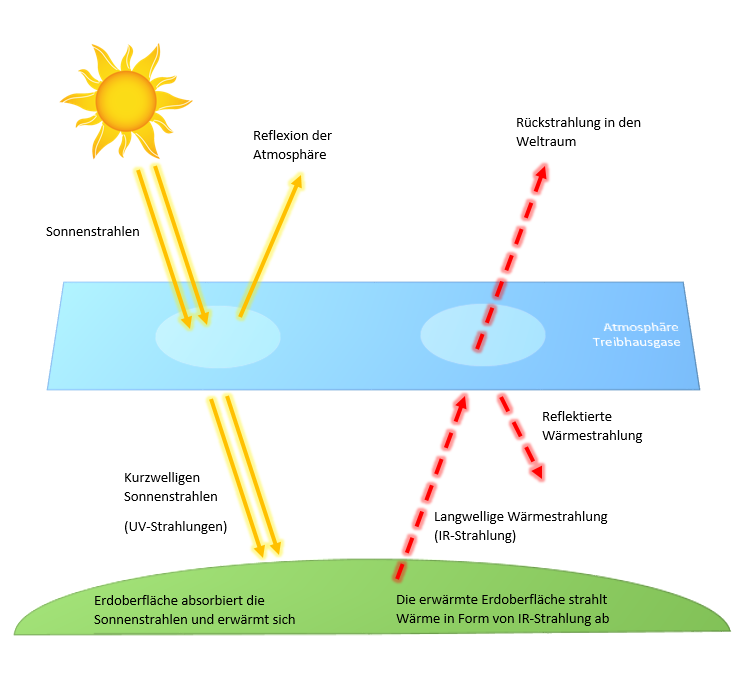 Reflexion der
Atmosphäre
Rückstrahlung in den
Weltraum
Sonnenstrahlen
Atmosphäre
Treibhausgase
Reflektierte
Wärmestrahlung
Kurzwelligen
Sonnenstrahlen
(UV-Strahlungen)
Langwellige Wärmestrahlung
(IR-Strahlung)
Erdoberfläche absorbiert die
Sonnenstrahlen und erwärmt sich
Die erwärmte Erdoberfläche strahlt
Wärme in Form von IR-Strahlung ab